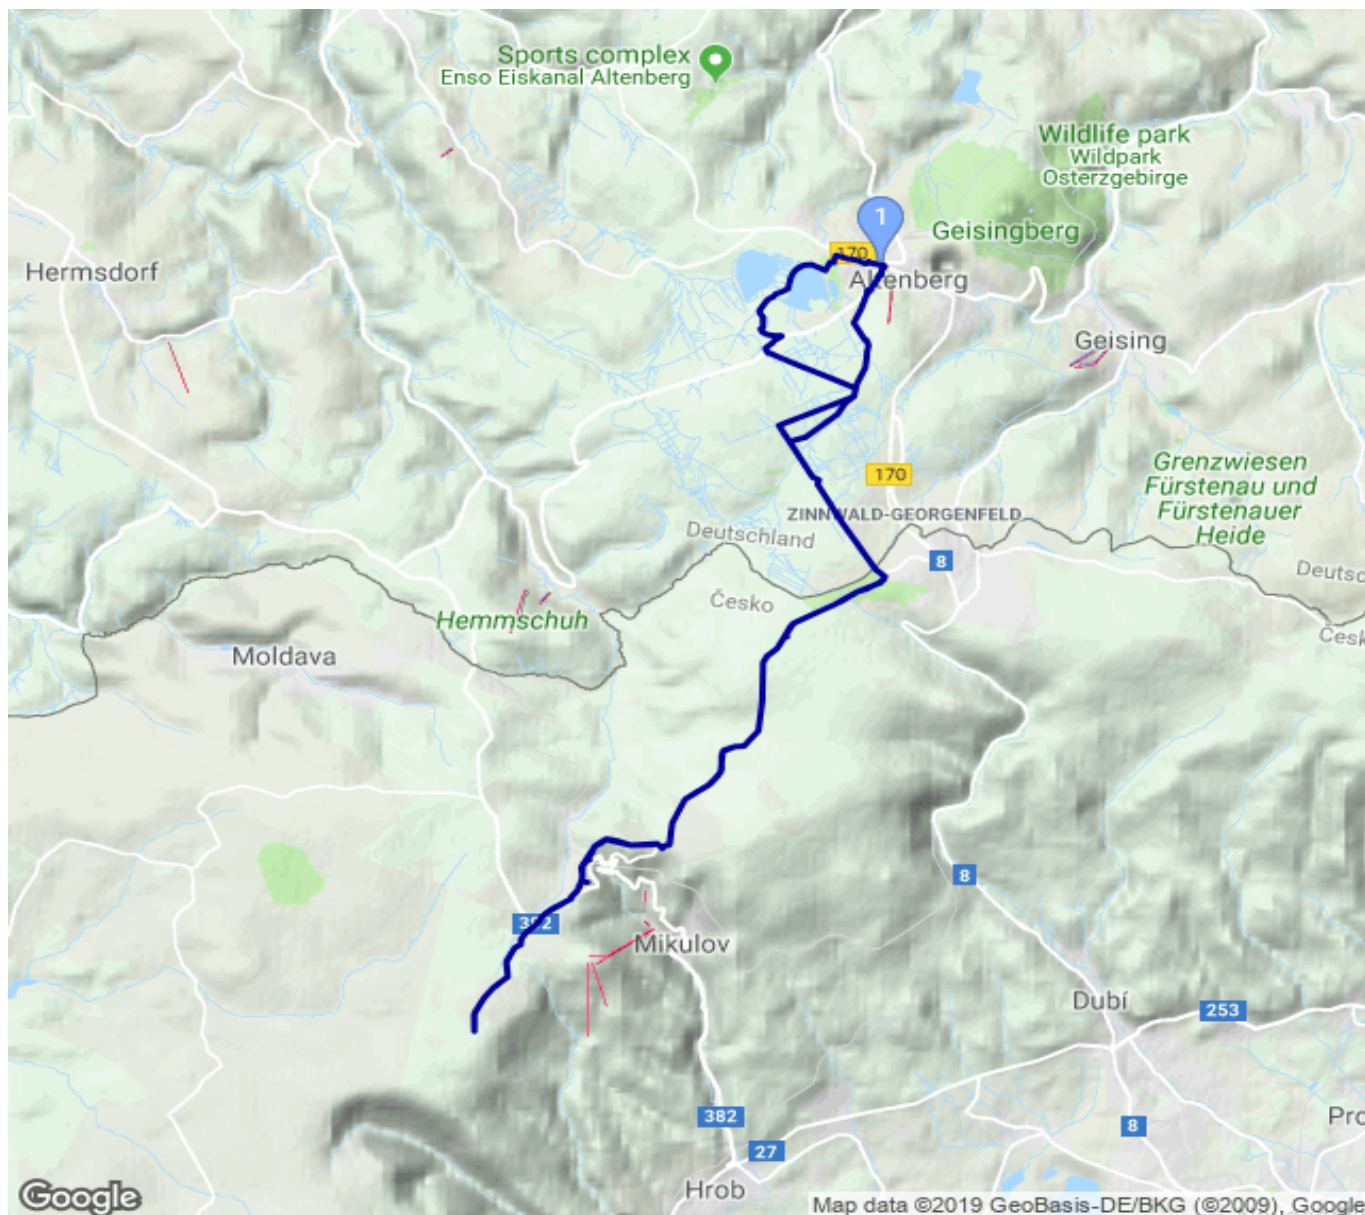 Sports complex
Enso Eiskanal Altenberg
Wildlife park
Wildpark
Osterzgebirge
1
Geisingberg
170
Hermsdorf
Altenberg
Geising
Grenzwiesen
Fürstenau und
Fürstenauer
Heide
170
ZINNWALD-GEORGENFELD
Deutschland
8
Deutsc
Česko
Hemmschuh
Česk
Moldava
8
382
Mikulov
Dubí
253
382
8
Pro
27
Hrob
Google
Map data ©2019 GeoBasis-DE/BKG (©2009), Google